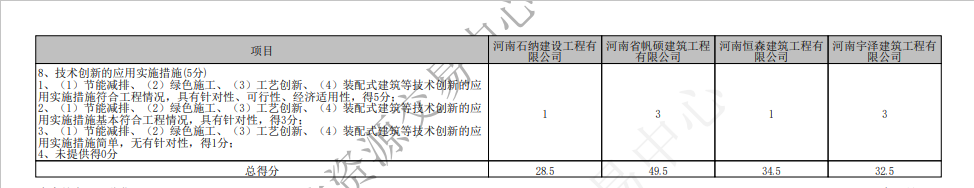 项目 河南石纳建设工程有限公司 河南省帆硕建筑工程有限公司 河南恒森建筑工程有限公司 河南宇泽建筑工程有限公司
8、技术创新的应用实施措施(5分)
1、（1）节能减排、（2）绿色施工、（3）工艺创新、（4）装配式建筑等技术创新的应
用实施措施符合工程情况，具有针对性、可行性、经济适用性，得5分；
2、（1）节能减排、（2）绿色施工、（3）工艺创新、（4）装配式建筑等技术创新的应
用实施措施基本符合工程情况，具有针对性，得3分；
3、（1）节能减排、（2）绿色施工、（3）工艺创新、（4）装配式建筑等技术创新的应
用实施措施简单，无有针对性，得1分；
4、未提供得0分
1 3 1 3
总得分 28.5 49.5 34.5 32.5
资源交易中心
易中心